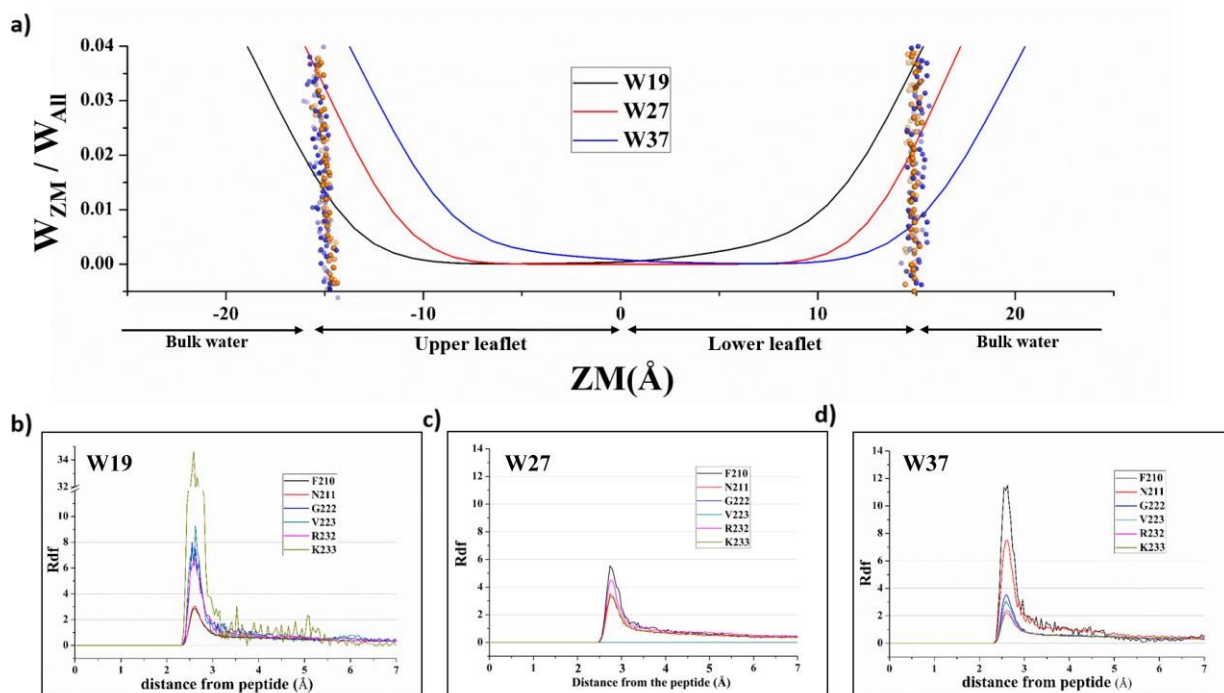 a)
W_ZM / W_All
0.04
0.03
0.02
0.01
0.00
W19
W27
W37
-20 -10 0 10 20
Bulk water Upper leaflet Lower leaflet Bulk water
ZM(Å)
b)
W19
Rdf
34
32
8
6
4
2
0
F210
N211
G222
V223
R232
K233
0 1 2 3 4 5 6 7
distance from peptide (Å)
c)
W27
Rdf
14
12
10
8
6
4
2
0
F210
N211
G222
V223
R232
K233
0 1 2 3 4 5 6 7
Distance from the peptide (Å)
d)
W37
Rdf
14
12
10
8
6
4
2
0
F210
N211
G222
V223
R232
K233
0 1 2 3 4 5 6 7
distance from peptide (Å)